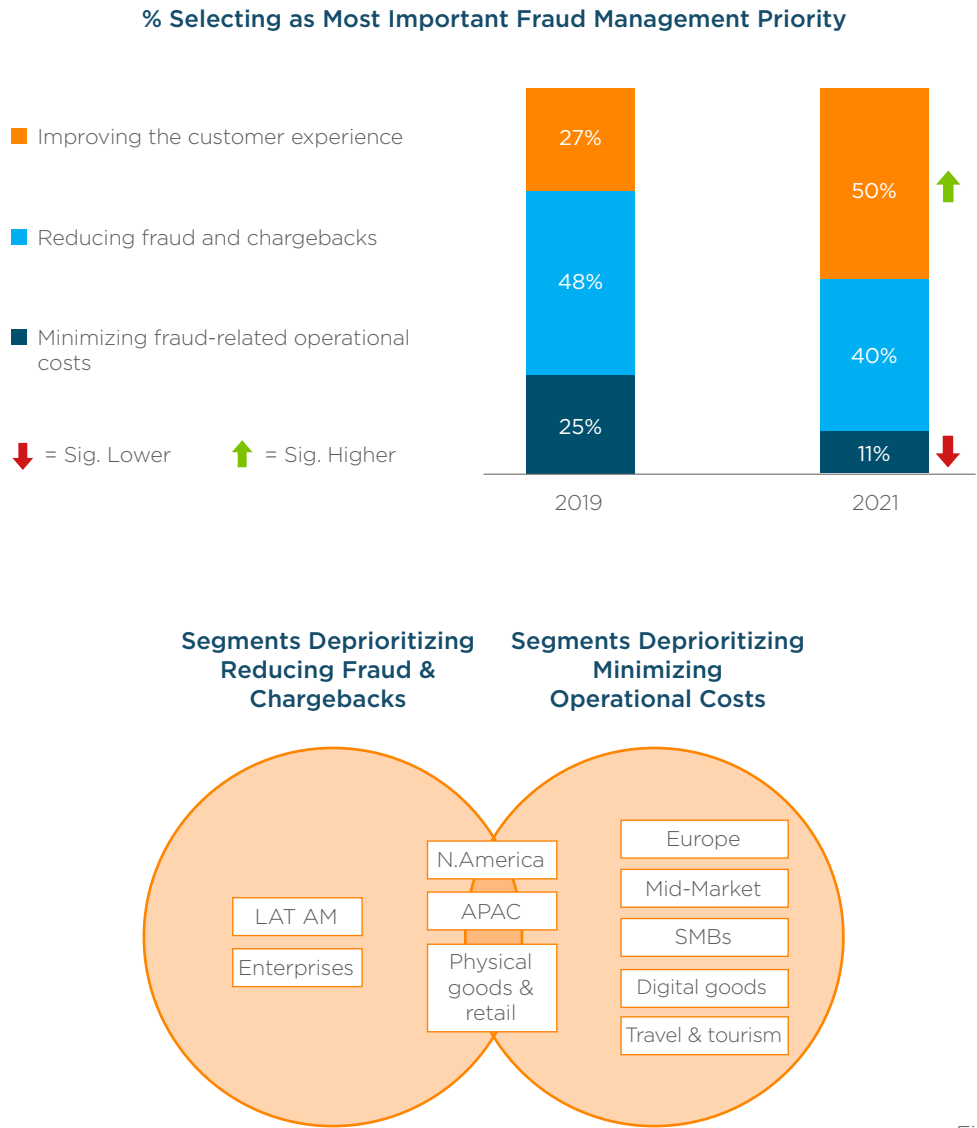 % Selecting as Most Important Fraud Management Priority
Improving the customer experience
Reducing fraud and chargebacks
Minimizing fraud-related operational
costs
= Sig. Lower
= Sig. Higher
27%
48%
25%
50%
40%
11%
2019
2021
Segments Deprioritizing
Reducing Fraud &
Chargebacks
Segments Deprioritizing
Minimizing
Operational Costs
LAT AM
Enterprises
N.America
APAC
Physical
goods &
retail
Europe
Mid-Market
SMBs
Digital goods
Travel & tourism